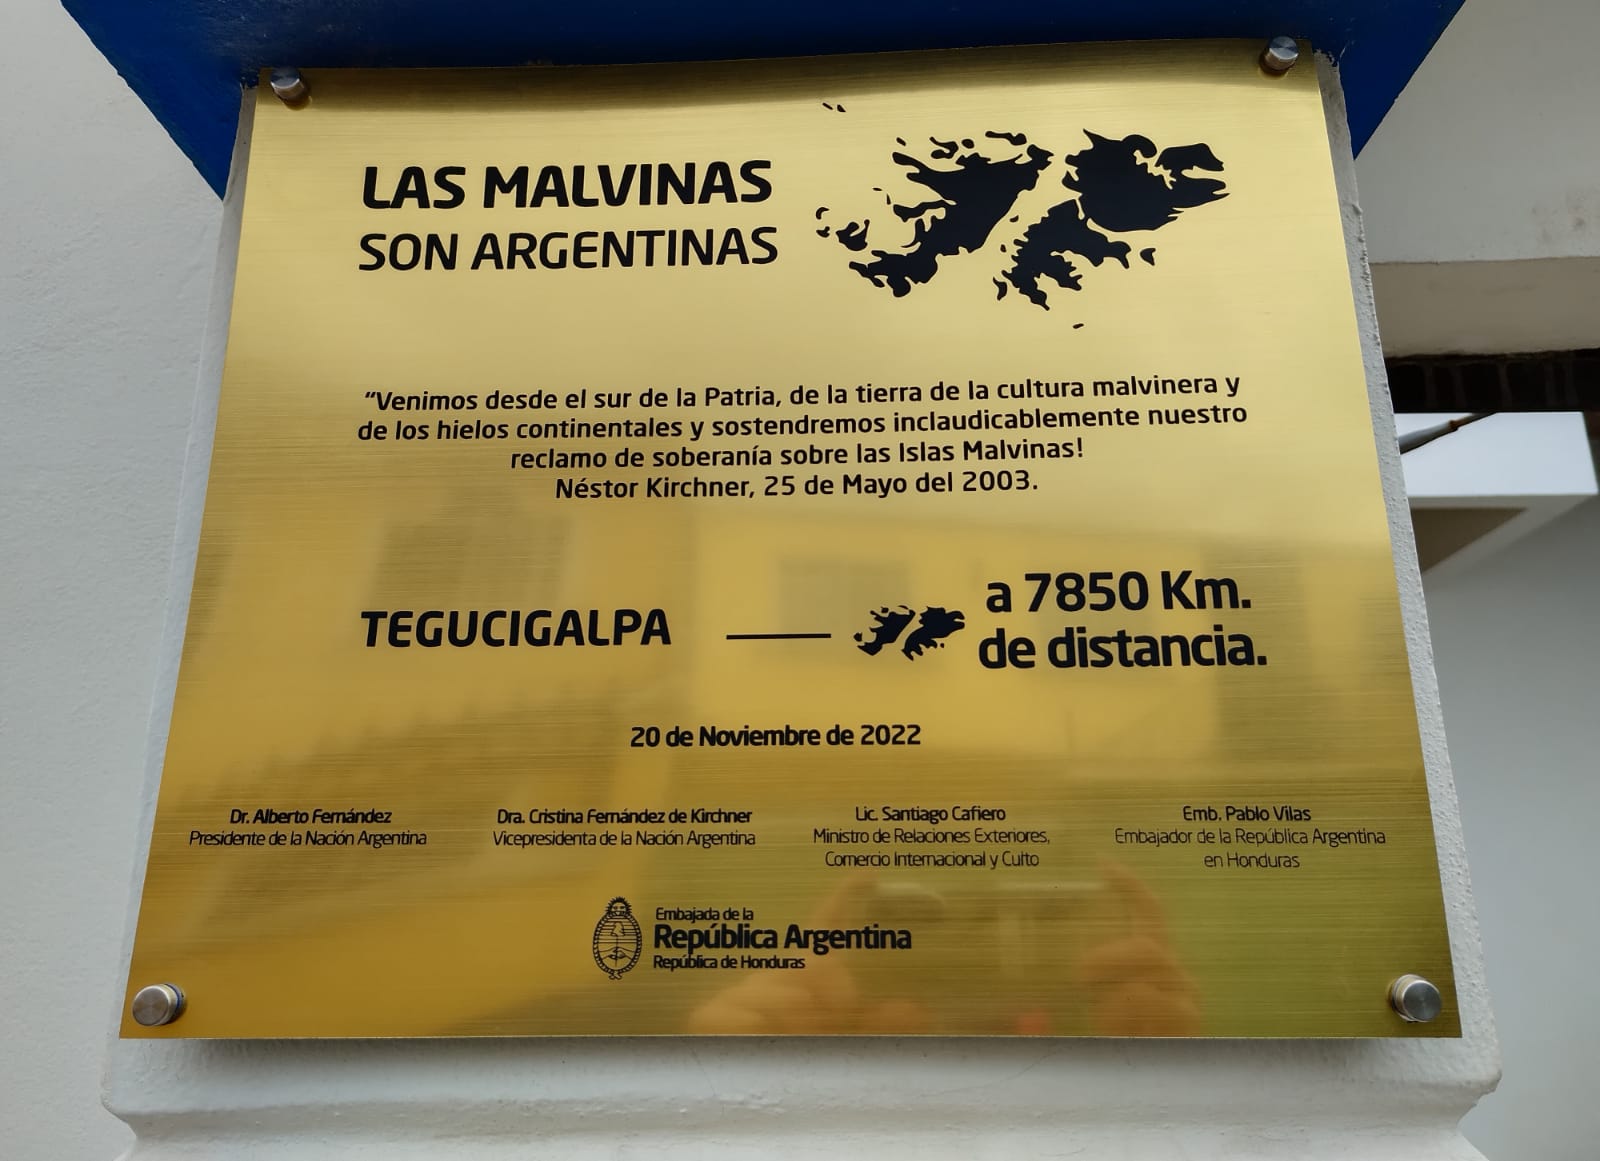 LAS MALVINAS
SON ARGENTINAS
“Venimos desde el sur de la Patria, de la tierra de la cultura malvinera y
de los hielos continentales y sostendremos inclaudicablemente nuestro
reclamo de soberanía sobre las Islas Malvinas!
Néstor Kirchner, 25 de Mayo del 2003.
TEGUCIGALPA
a 7850 Km.
de distancia.
20 de Noviembre de 2022
Dr. Alberto Fernández
Presidente de la Nación Argentina
Dra. Cristina Fernández de Kirchner
Vicepresidenta de la Nación Argentina
Lic. Santiago Cafiero
Ministro de Relaciones Exteriores,
Comercio Internacional y Culto
Emb. Pablo Vilas
Embajador de la República Argentina
en Honduras
Embajada de la
República Argentina
República de Honduras